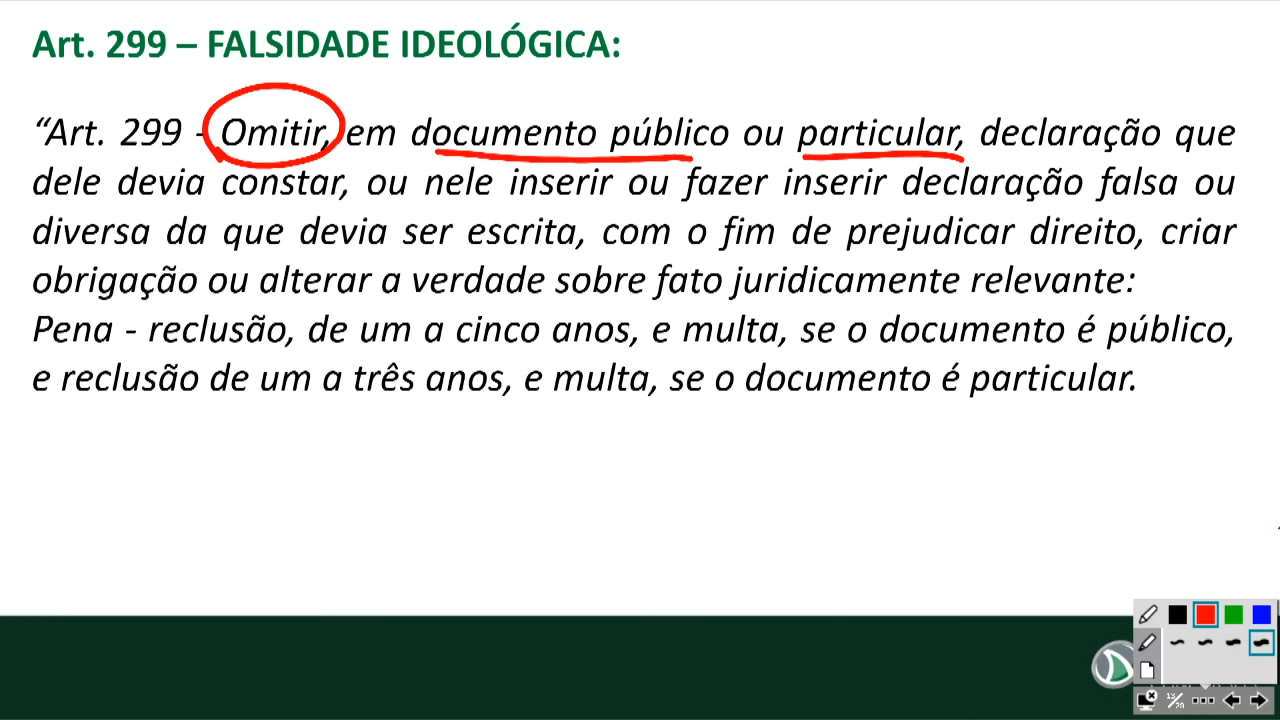 Art. 299 – FALSIDADE IDEOLÓGICA:
“Art. 299 - Omitir, em documento público ou particular, declaração que
dele devia constar, ou nele inserir ou fazer inserir declaração falsa ou
diversa da que devia ser escrita, com o fim de prejudicar direito, criar
obrigação ou alterar a verdade sobre fato juridicamente relevante:
Pena - reclusão, de um a cinco anos, e multa, se o documento é público,
e reclusão de um a três anos, e multa, se o documento é particular.
13/20